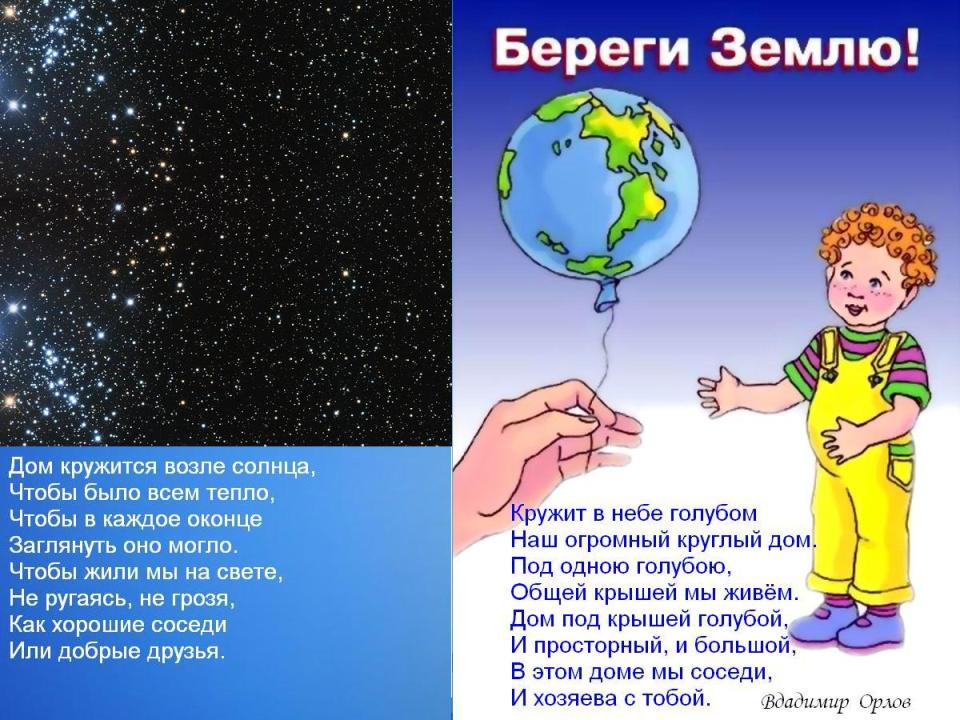 Береги Землю!
Дом кружится возле солнца,
Чтобы было всем тепло,
Чтобы в каждое оконце
Заглянуть оно могло.
Чтобы жили мы на свете,
Не ругаясь, не грозя,
Как хорошие соседи
Или добрые друзья.
Кружит в небе голубом
Наш огромный круглый дом.
Под одною голубою,
Общей крышей мы живём.
Дом под крышей голубой,
И просторный, и большой,
В этом доме мы соседи,
И хозяева с тобой.
Вдадимир Орлов